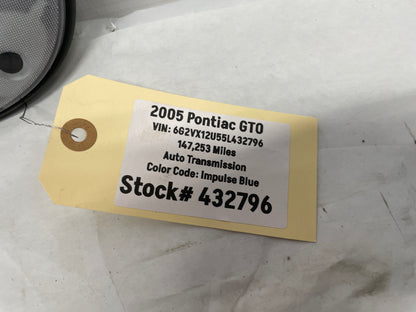 2005 Pontiac GTO
VIN: 6G2VX12U55L432796
147,253 Miles
Auto Transmission
Color Code: Impulse Blue
Stock# 432796